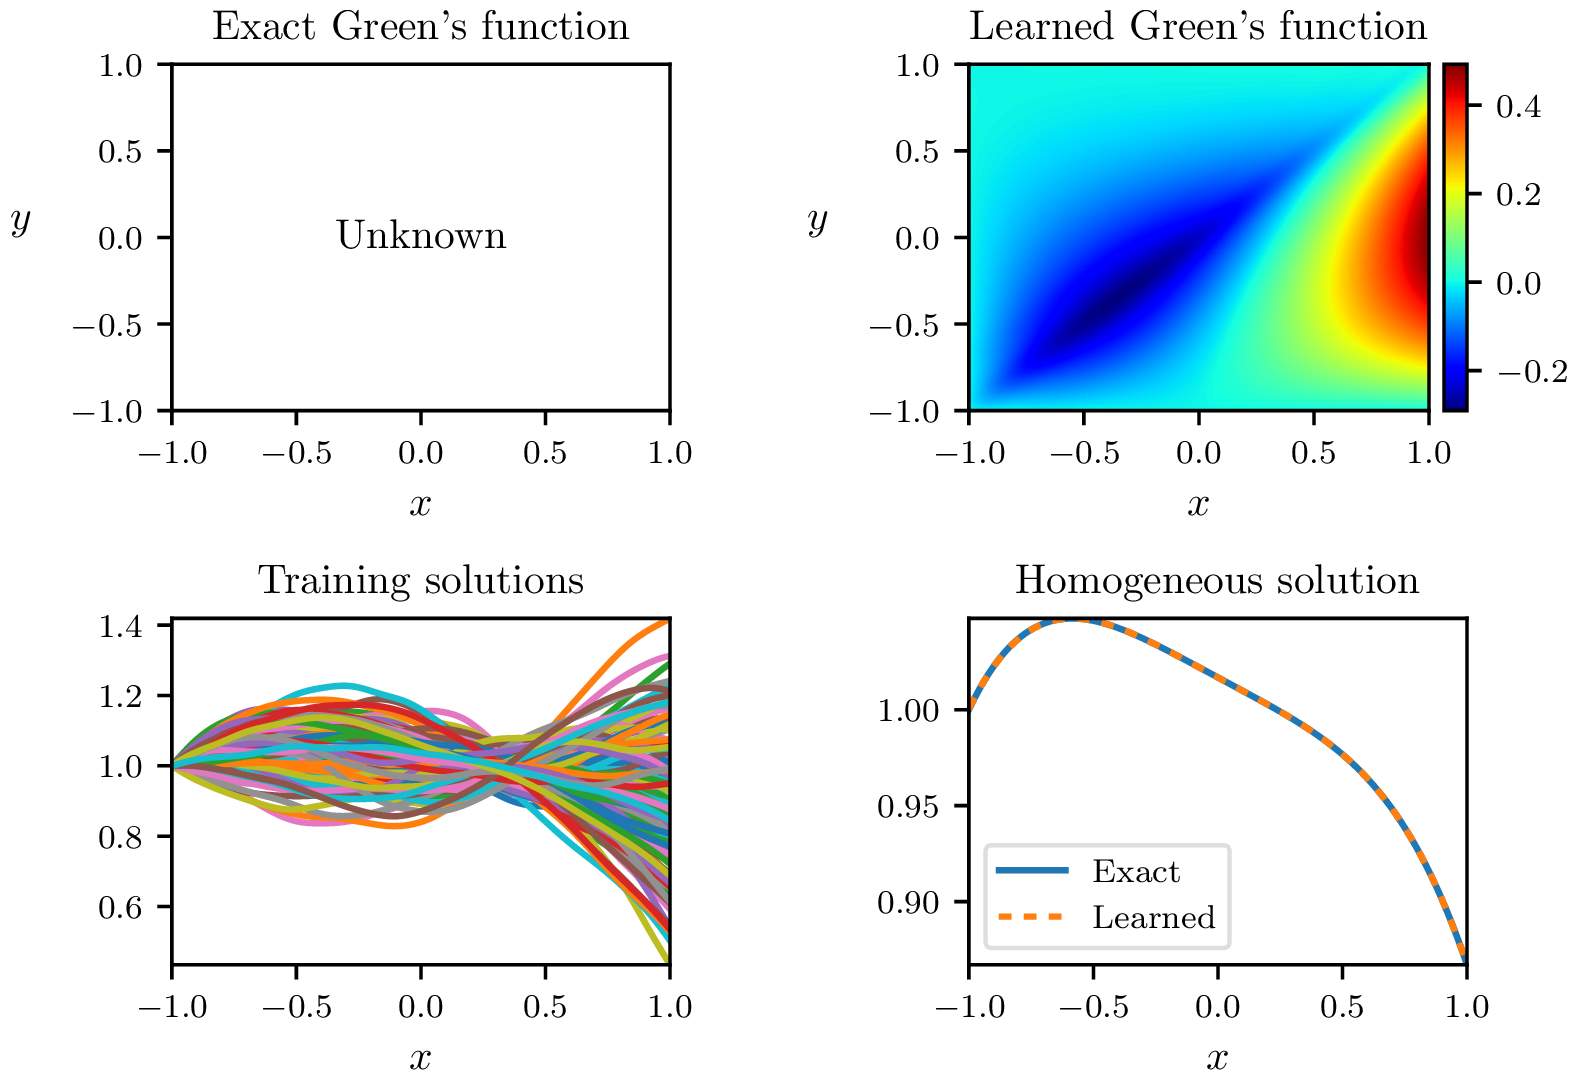 Exact Green's function
1.0
0.5
y
0.0
−0.5
−1.0
Unknown
−1.0 −0.5 0.0 0.5 1.0
x
Learned Green's function
1.0
0.5
y
0.0
−0.5
−1.0
−1.0 −0.5 0.0 0.5 1.0
x
0.4
0.2
0.0
−0.2
Training solutions
1.4
1.2
1.0
0.8
0.6
−1.0 −0.5 0.0 0.5 1.0
x
Homogeneous solution
1.00
0.95
0.90
Exact
Learned
−1.0 −0.5 0.0 0.5 1.0
x